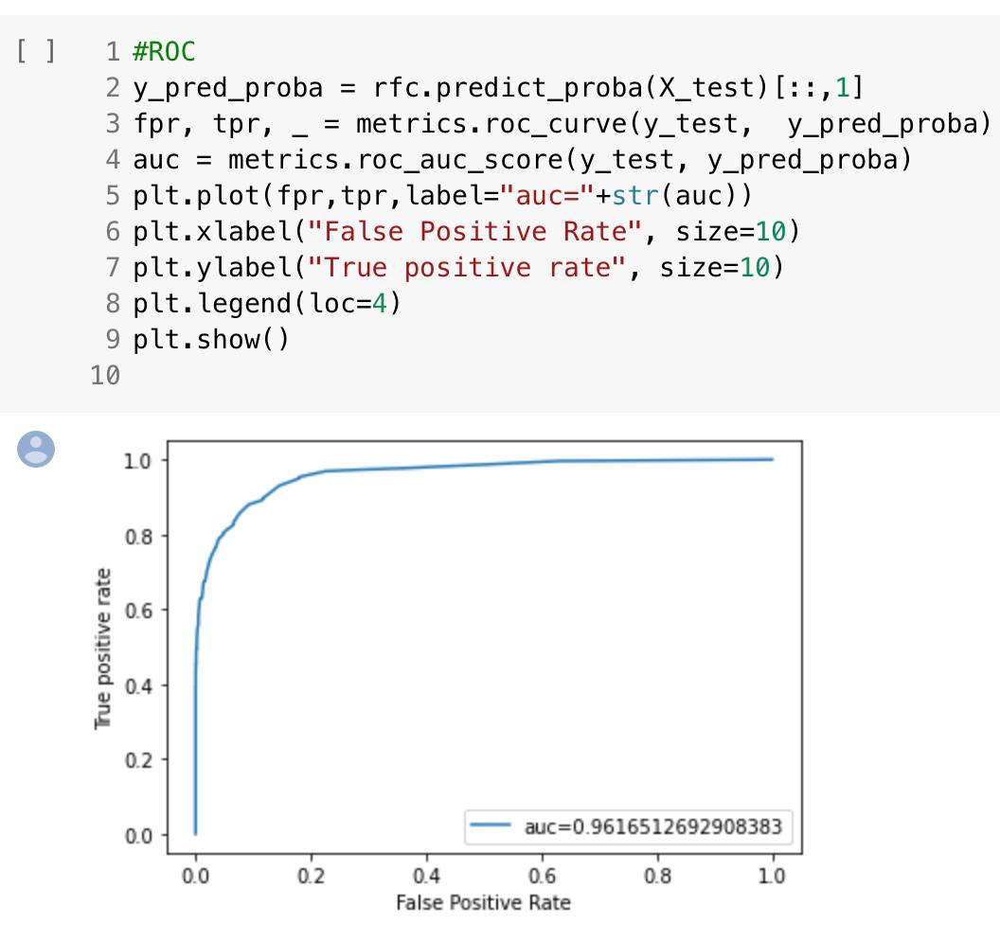 [ ]
1 #ROC
2 y_pred_proba = rfc.predict_proba(X_test)[::,1]
3 fpr, tpr, _ = metrics.roc_curve(y_test,  y_pred_proba)
4 auc = metrics.roc_auc_score(y_test, y_pred_proba)
5 plt.plot(fpr,tpr,label="auc="+str(auc))
6 plt.xlabel("False Positive Rate", size=10)
7 plt.ylabel("True positive rate", size=10)
8 plt.legend(loc=4)
9 plt.show()
10
True positive rate
1.0
0.8
0.6
0.4
0.2
0.0
auc=0.9616512692908383
0.0 0.2 0.4 0.6 0.8 1.0
False Positive Rate